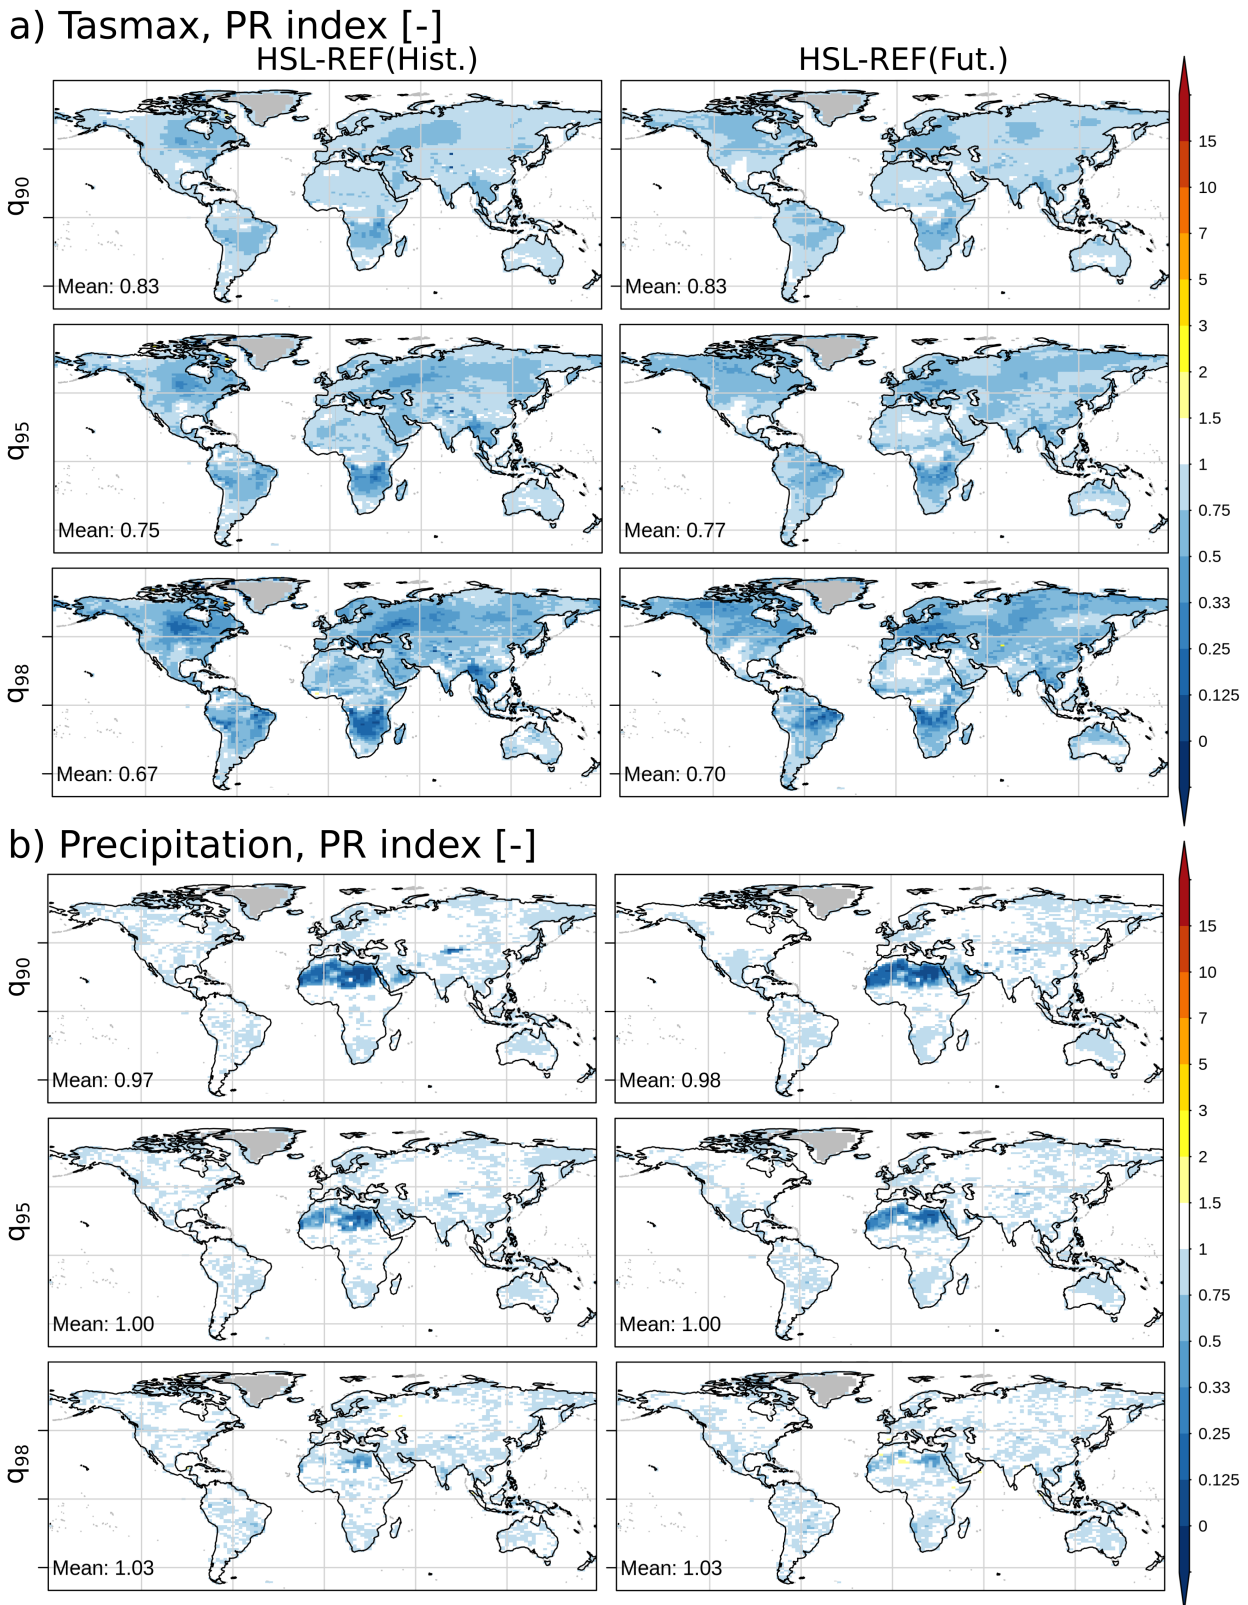 a) Tasmax, PR index [-]
HSL-REF(Hist.)
HSL-REF(Fut.)
q90
Mean: 0.83
Mean: 0.83
q95
Mean: 0.75
Mean: 0.77
q98
Mean: 0.67
Mean: 0.70
15
10
7
5
3
2
1.5
1
0.75
0.5
0.33
0.25
0.125
0
b) Precipitation, PR index [-]
q90
Mean: 0.97
Mean: 0.98
q95
Mean: 1.00
Mean: 1.00
q98
Mean: 1.03
Mean: 1.03
15
10
7
5
3
2
1.5
1
0.75
0.5
0.33
0.25
0.125
0